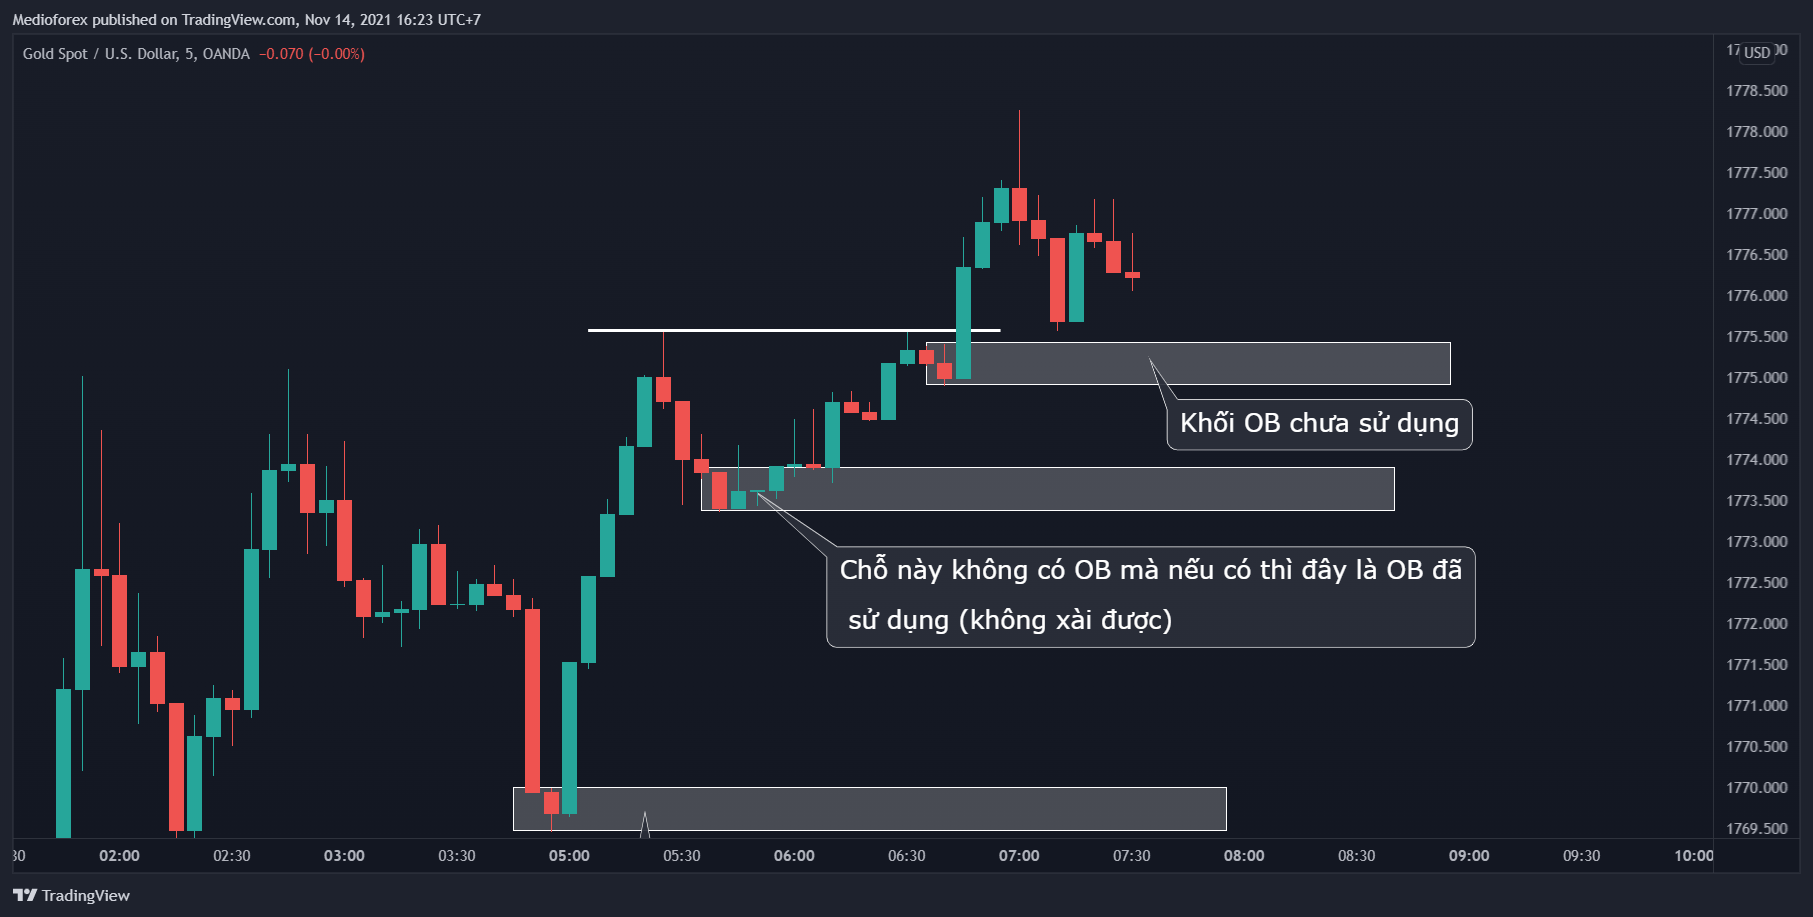 Medioforex published on TradingView.com, Nov 14, 2021 16:23 UTC+7
Gold Spot / U.S. Dollar, 5, OANDA −0.070 (−0.00%)
USD
1778.500
1778.000
1777.500
1777.000
1776.500
1776.000
1775.500
1775.000
1774.500
1774.000
1773.500
1773.000
1772.500
1772.000
1771.500
1771.000
1770.500
1770.000
1769.500
Khối OB chưa sử dụng
Chỗ này không có OB mà nếu có thì đây là OB đã
sử dụng (không xài được)
02:00 02:30 03:00 03:30 05:00 05:30 06:00 06:30 07:00 07:30 08:00 08:30 09:00 09:30 10:00
TradingView